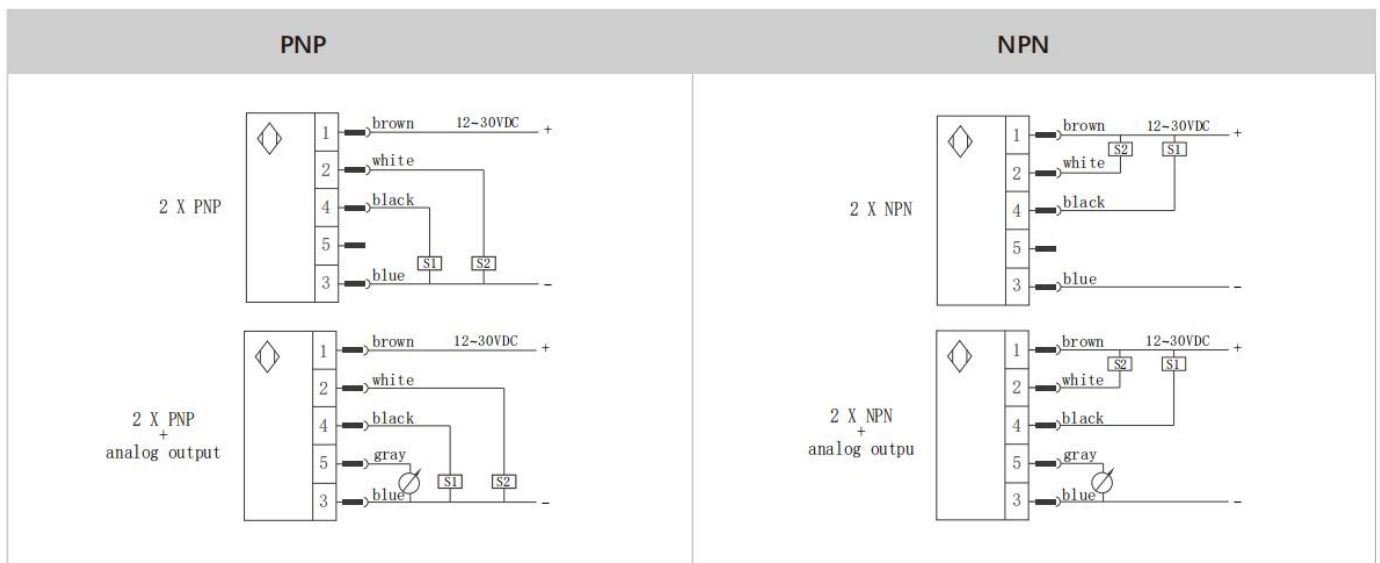 PNP
NPN
1 brown 12~30VDC +
2 white
2 X PNP
4 black
5
S1 S2
3 blue -
1 brown 12~30VDC +
S2 S1
2 white
2 X NPN
4 black
5
3 blue -
1 brown 12~30VDC +
2 white
2 X PNP
+
analog output
4 black
5 gray
S1 S2
3 blue -
1 brown 12~30VDC +
S2 S1
2 white
2 X NPN
+
analog outpu
4 black
5 gray
3 blue -